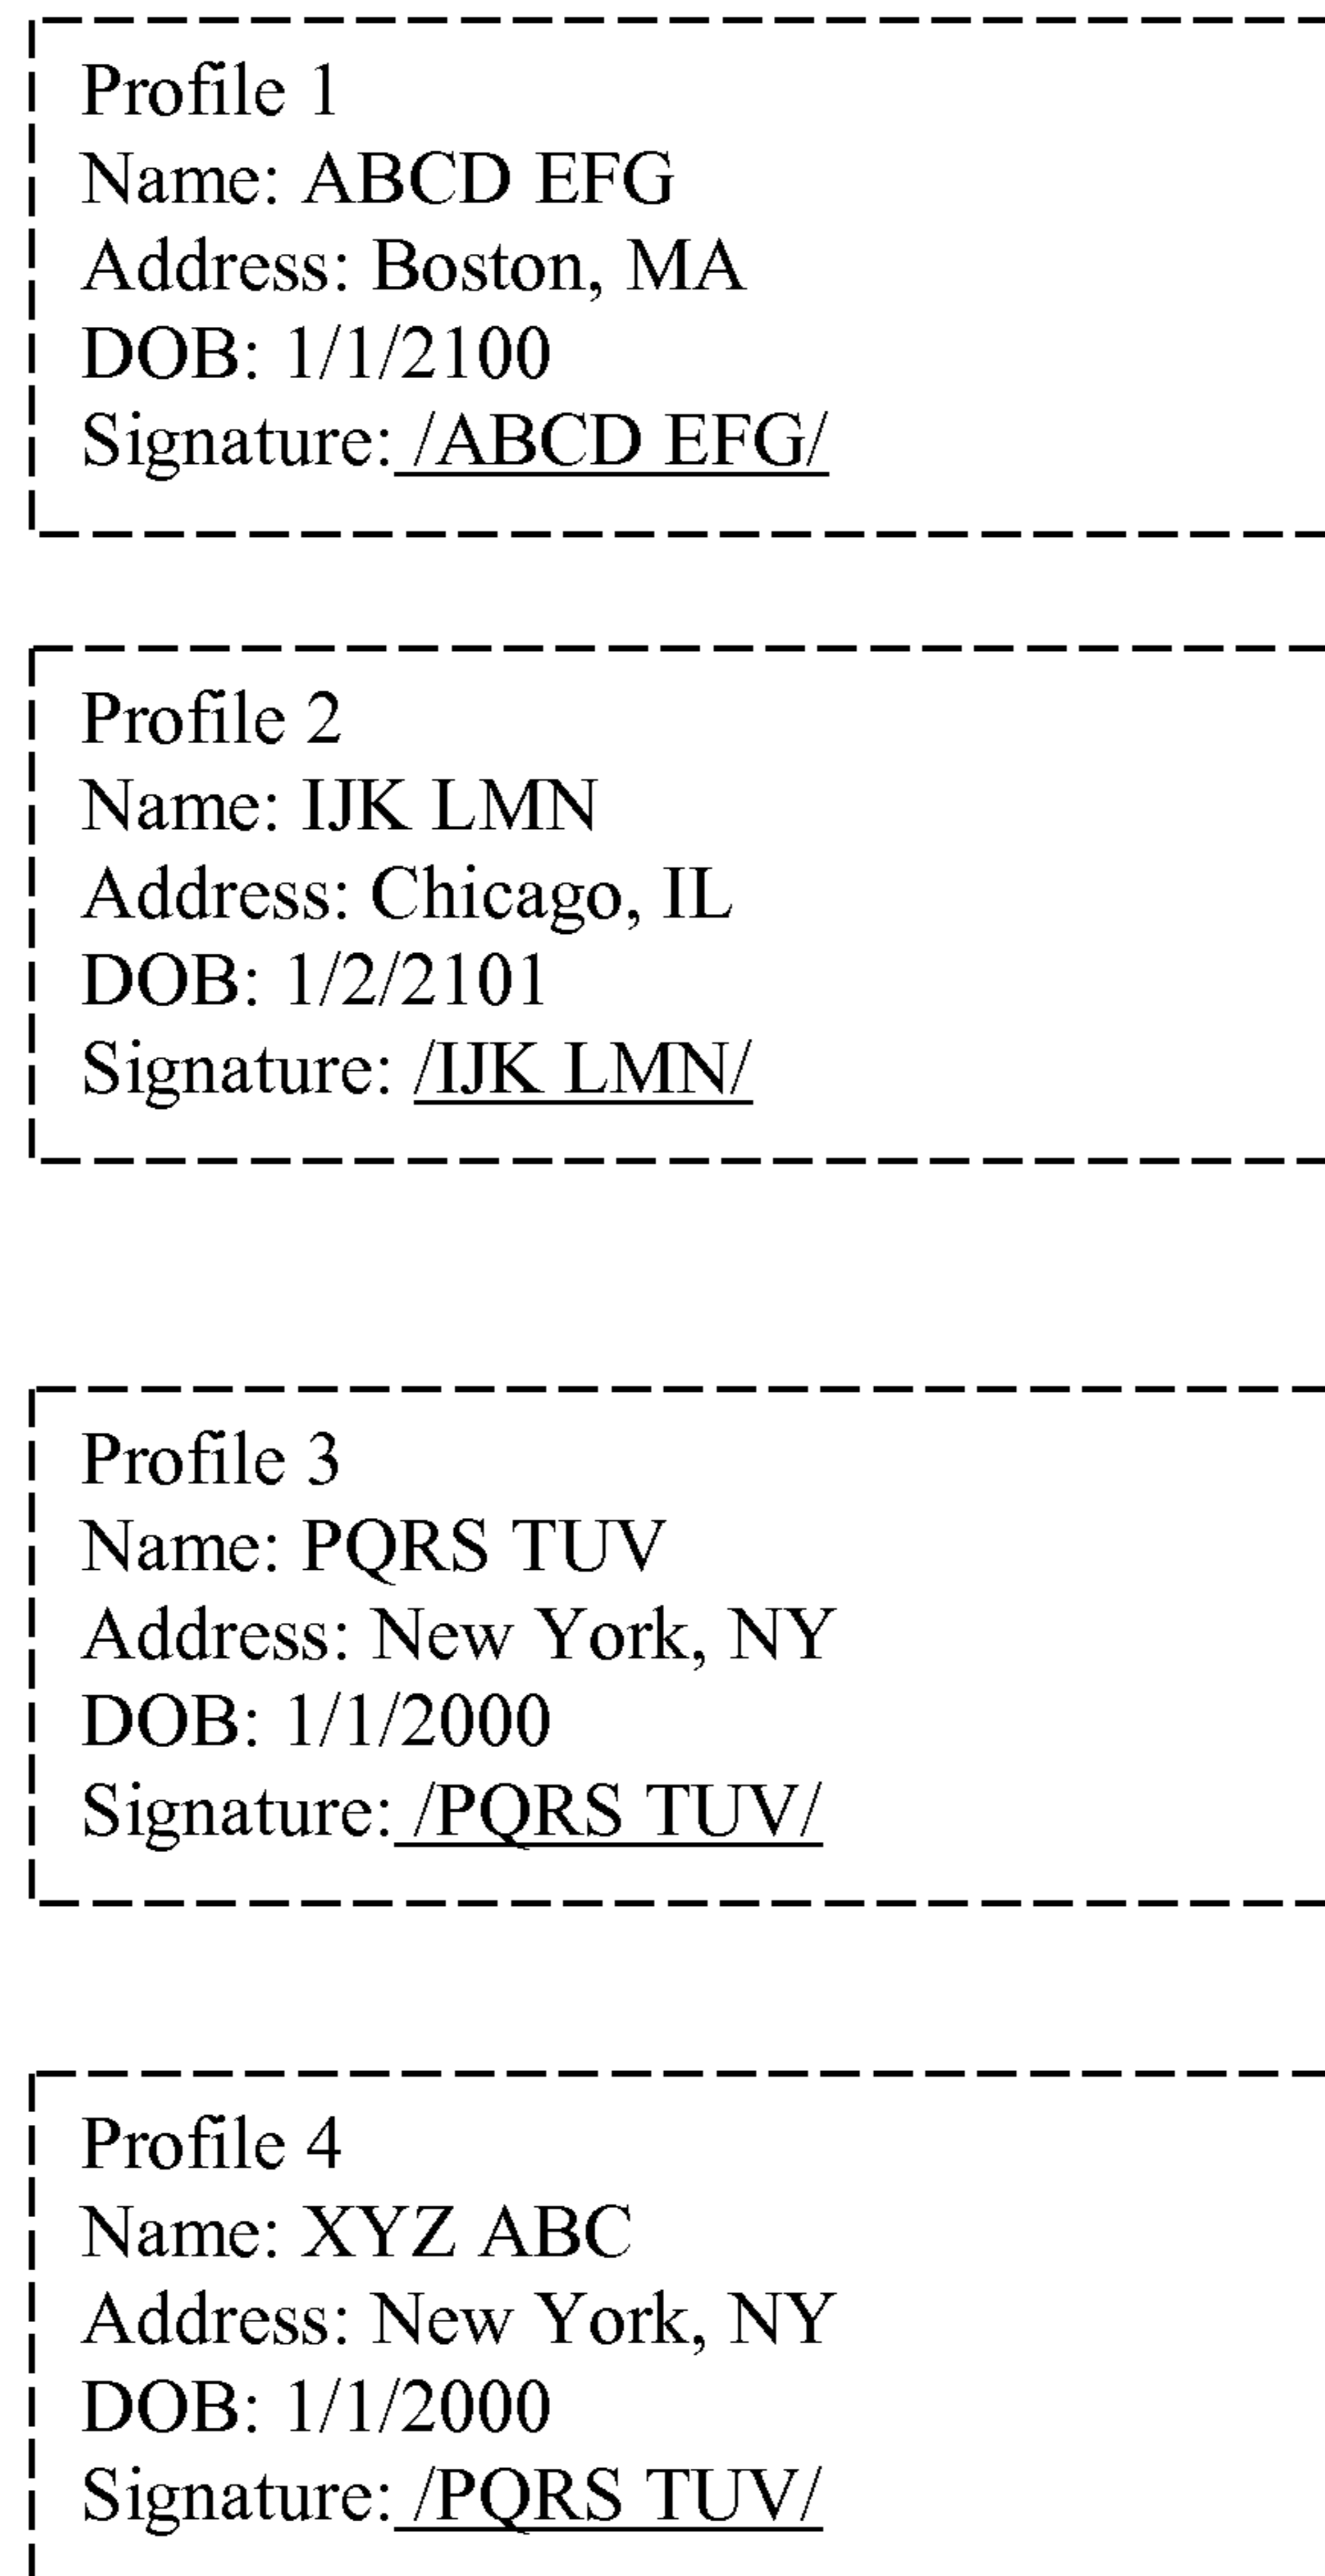 Profile 1
Name: ABCD EFG
Address: Boston, MA
DOB: 1/1/2100
Signature: /ABCD EFG/
Profile 2
Name: IJK LMN
Address: Chicago, IL
DOB: 1/2/2101
Signature: /IJK LMN/
Profile 3
Name: PQRS TUV
Address: New York, NY
DOB: 1/1/2000
Signature: /PQRS TUV/
Profile 4
Name: XYZ ABC
Address: New York, NY
DOB: 1/1/2000
Signature: /PQRS TUV/